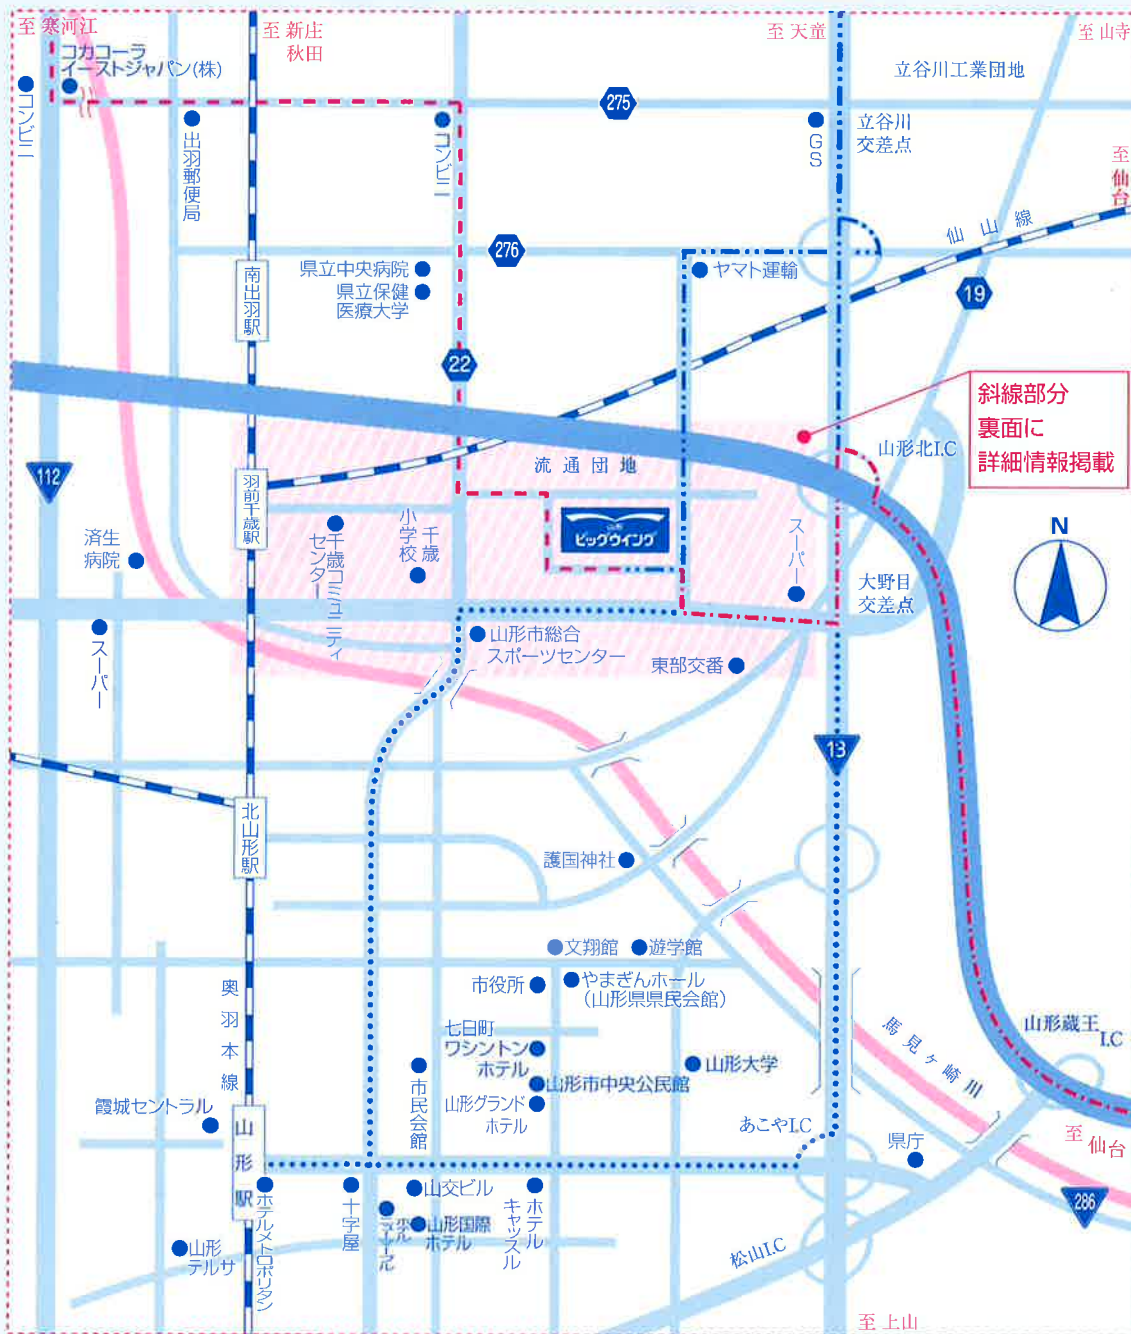 至 寒河江
至 新庄
秋田
至 天童
至 山寺
コカコーラ
イーストジャパン(株)
立谷川工業団地
コンビニ
275
出羽郵便局
コンビニ
GS
立谷川
交差点
至 仙台
仙山線
276
県立中央病院
県立保健
医療大学
ヤマト運輸
南出羽駅
19
22
斜線部分
裏面に
詳細情報掲載
山形北I.C
流通団地
112
羽前千歳駅
千歳
小学校
千歳コミュニティ
センター
山形
ビッグウイング
スーパー
N
済生
病院
大野目
交差点
スーパー
山形市総合
スポーツセンター
東部交番
13
北山形駅
護国神社
文翔館
遊学館
市役所
やまぎんホール
(山形県県民会館)
奥羽本線
七日町
ワシントン
ホテル
山形市中央公民館
山形グランド
ホテル
市民会館
山形大学
馬見ヶ崎川
山形蔵王
I.C
霞城セントラル
山形駅
あこやI.C
県庁
至 仙台
286
ホテルメトロポリタン
十字屋
山交ビル
山形国際
ホテル
ホテル
キャッスル
山形
テルサ
松山I.C
至 上山